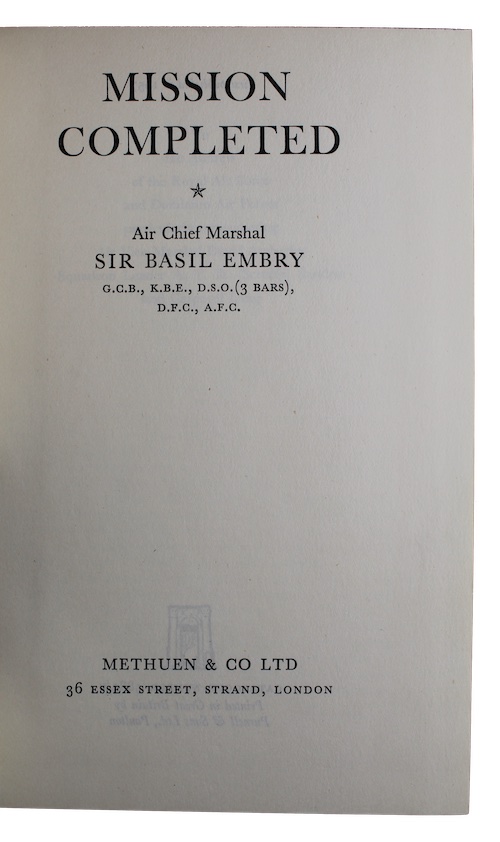 MISSION
COMPLETED
Air Chief Marshal
SIR BASIL EMBRY
G.C.B., K.B.E., D.S.O. (3 BARS),
D.F.C., A.F.C.
METHUEN & CO LTD
36 ESSEX STREET, STRAND, LONDON